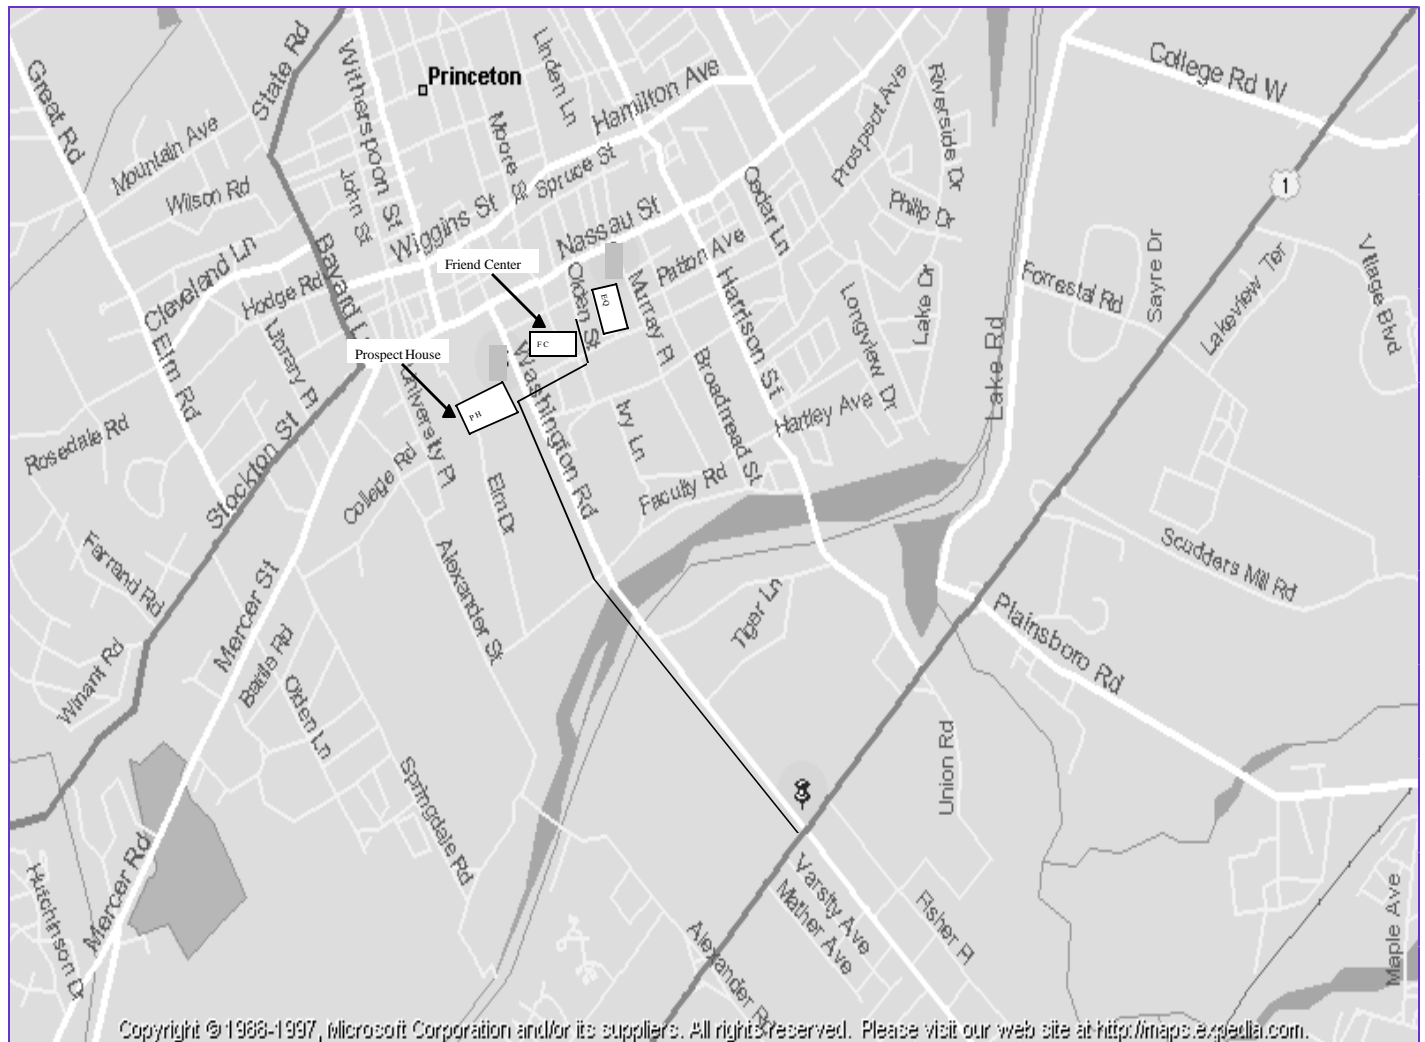 Great Rd
State Rd
Witherspoon St
Princeton
Linden Ln
Hamilton Ave
Prospect Ave
Riverside Dr
College Rd W
Mountain Ave
Wilson Rd
John St
Moore St
Spruce St
Wiggins St
Nassau St
Cedar Ln
Philip Dr
1
Cleveland Ln
Hodge Rd
Bayard L
Friend Center
Olden St
EQ
Murray Pl
Patton Ave
Harrison St
Longview Dr
Lake Dr
Lake Rd
Forrestal Rd
Sayre Dr
Lakeview Ter
Village Blvd
Elm Rd
Library Pl
Prospect House
FC
PH
University Pl
Washington Rd
Ivy Ln
Broadmead St
Hartley Ave
Rosedale Rd
Stockton St
College Rd
Elm Dr
Faculty Rd
Farrand Rd
Mercer St
Alexander St
Tiger Ln
Scudders Mill Rd
Plainsboro Rd
Winant Rd
Battle Rd
Olden Ln
Springdale Rd
Union Rd
Mercer Rd
Hutchinson Dr
Varsity Ave
Mather Ave
Fisher Pl
Alexander Rd
Maple Ave
Copyright © 1988-1997, Microsoft Corporation and/or its suppliers. All rights reserved. Please visit our web site at http://maps.expedia.com.